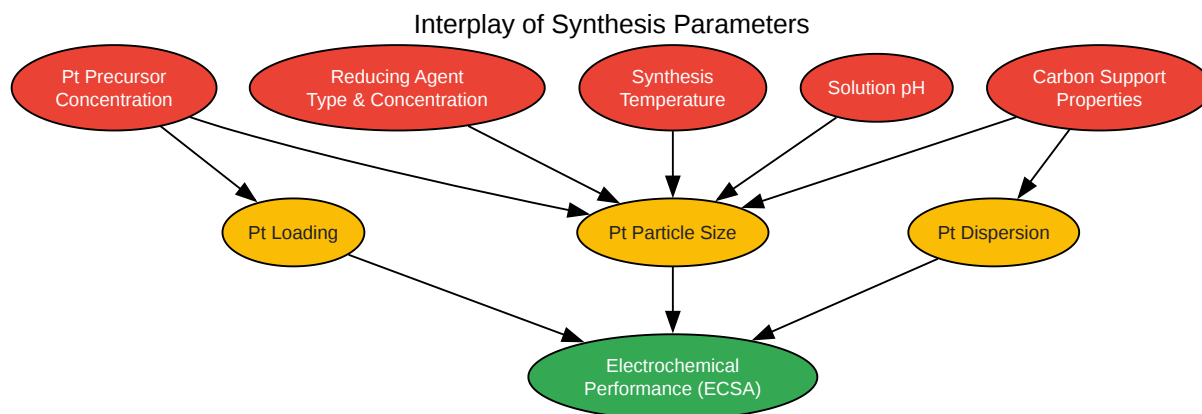 Interplay of Synthesis Parameters
Pt Precursor
Concentration
Reducing Agent
Type & Concentration
Synthesis
Temperature
Solution pH
Carbon Support
Properties
Pt Loading
Pt Particle Size
Pt Dispersion
Electrochemical
Performance (ECSA)